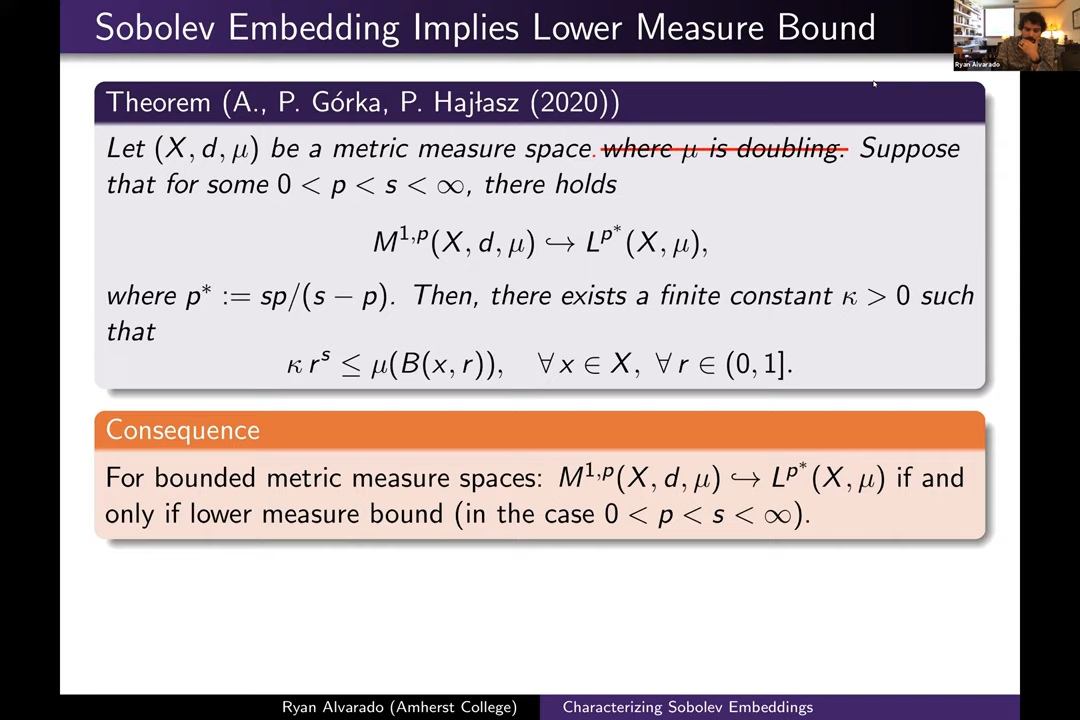 Sobolev Embedding Implies Lower Measure Bound
Ryan Alvarado
Theorem (A., P. Górka, P. Hajłasz (2020))
Let (X, d, μ) be a metric measure space. where μ is doubling. Suppose
that for some 0 < p < s < ∞, there holds
M^{1,p}(X, d, μ) ↪ L^{p*}(X, μ),
where p* := sp/(s − p). Then, there exists a finite constant κ > 0 such
that
κ r^s ≤ μ(B(x, r)), ∀ x ∈ X, ∀ r ∈ (0, 1].
Consequence
For bounded metric measure spaces: M^{1,p}(X, d, μ) ↪ L^{p*}(X, μ) if and
only if lower measure bound (in the case 0 < p < s < ∞).
Ryan Alvarado (Amherst College)
Characterizing Sobolev Embeddings